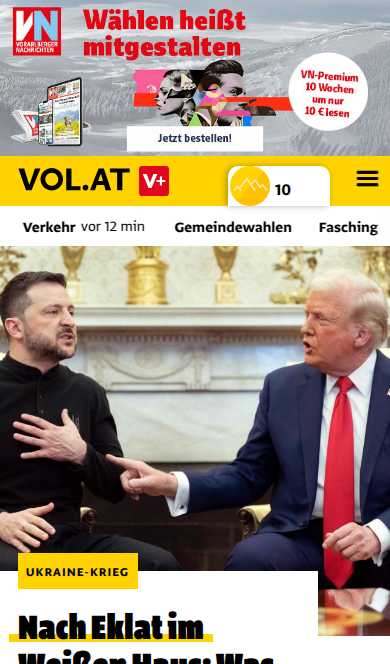 Wählen heißt
mitgestalten
VN
VORARLBERGER
NACHRICHTEN
VN-Premium
10 Wochen
um nur
10 € lesen
Jetzt bestellen!
VOL.AT V+
10
Verkehr vor 12 min Gemeindewahlen Fasching
UKRAINE-KRIEG
Nach Eklat im
Weißen Haus: Was